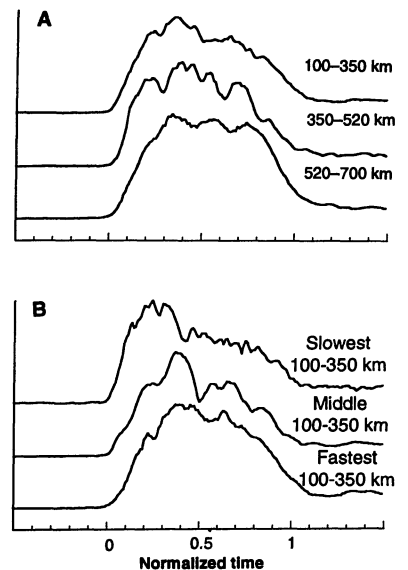 A
100–350 km
350–520 km
520–700 km
B
Slowest
100-350 km
Middle
100-350 km
Fastest
100-350 km
0 0.5 1
Normalized time